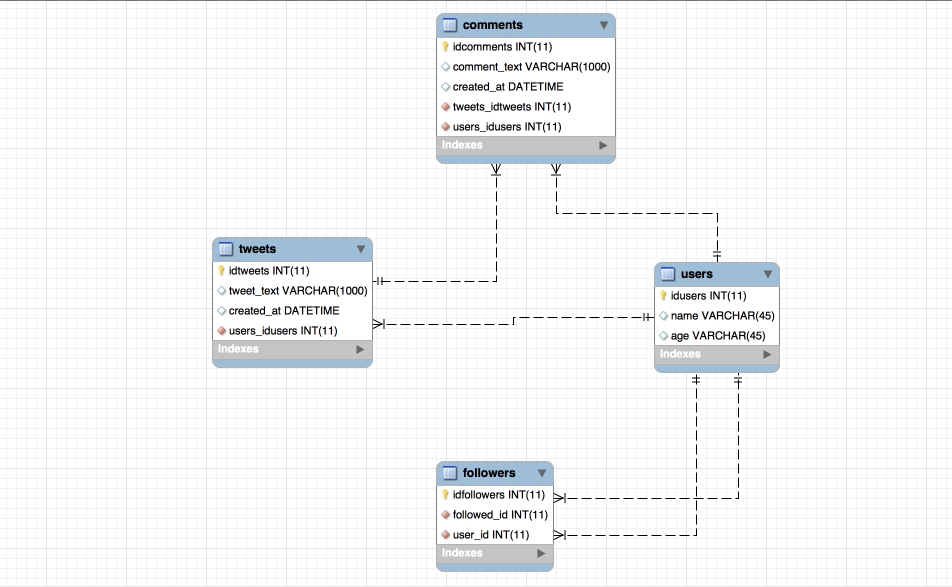 comments
idcomments INT(11)
comment_text VARCHAR(1000)
created_at DATETIME
tweets_idtweets INT(11)
users_idusers INT(11)
Indexes
tweets
idtweets INT(11)
tweet_text VARCHAR(1000)
created_at DATETIME
users_idusers INT(11)
Indexes
users
idusers INT(11)
name VARCHAR(45)
age VARCHAR(45)
Indexes
followers
idfollowers INT(11)
followed_id INT(11)
user_id INT(11)
Indexes